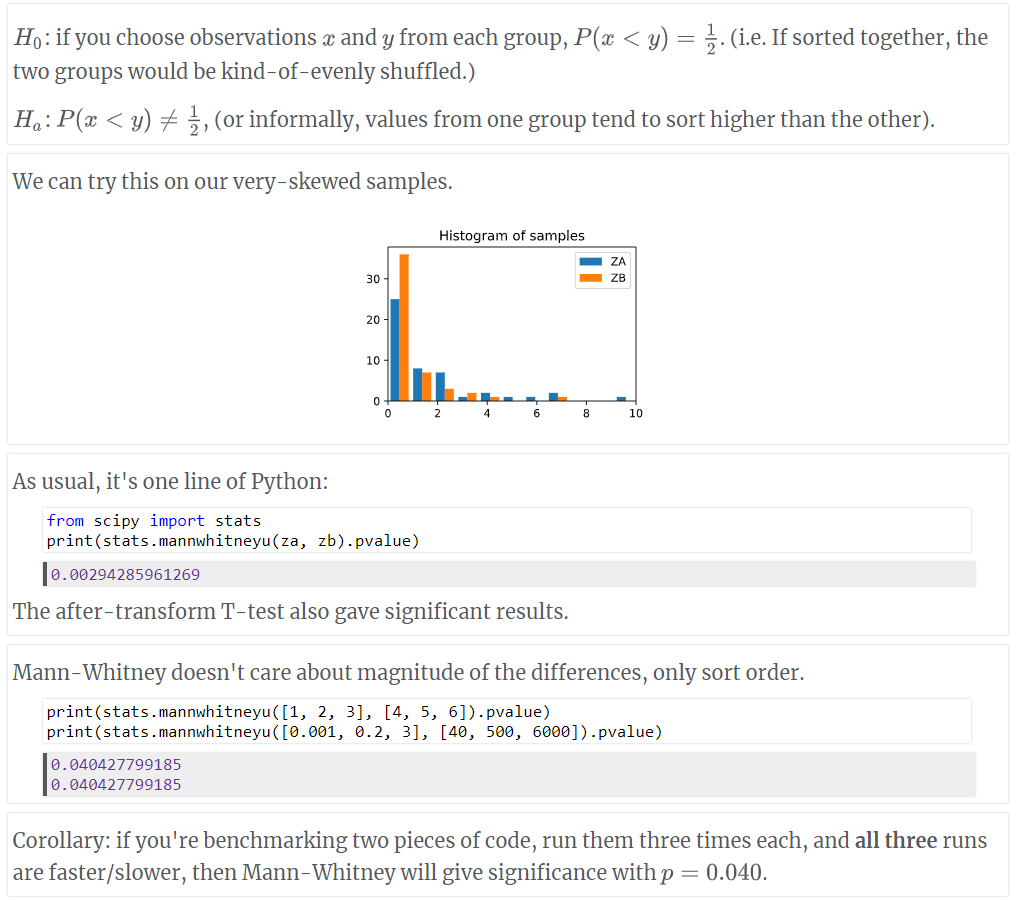 H₀: if you choose observations x and y from each group, P(x < y) = 1/2. (i.e. If sorted together, the
two groups would be kind-of-evenly shuffled.)
Hₐ: P(x < y) ≠ 1/2, (or informally, values from one group tend to sort higher than the other).
We can try this on our very-skewed samples.
Histogram of samples
ZA
ZB
30
20
10
0
0 2 4 6 8 10
As usual, it's one line of Python:
from scipy import stats
print(stats.mannwhitneyu(za, zb).pvalue)
0.00294285961269
The after-transform T-test also gave significant results.
Mann-Whitney doesn't care about magnitude of the differences, only sort order.
print(stats.mannwhitneyu([1, 2, 3], [4, 5, 6]).pvalue)
print(stats.mannwhitneyu([0.001, 0.2, 3], [40, 500, 6000]).pvalue)
0.040427799185
0.040427799185
Corollary: if you're benchmarking two pieces of code, run them three times each, and all three runs
are faster/slower, then Mann-Whitney will give significance with p = 0.040.